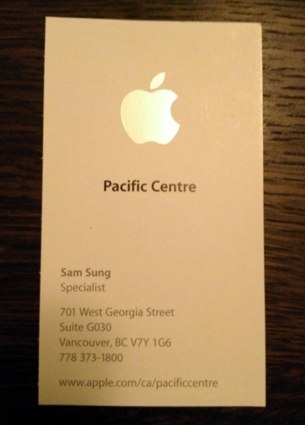 Pacific Centre
Sam Sung
Specialist
701 West Georgia Street
Suite G030
Vancouver, BC V7Y 1G6
778 373-1800
www.apple.com/ca/pacificcentre